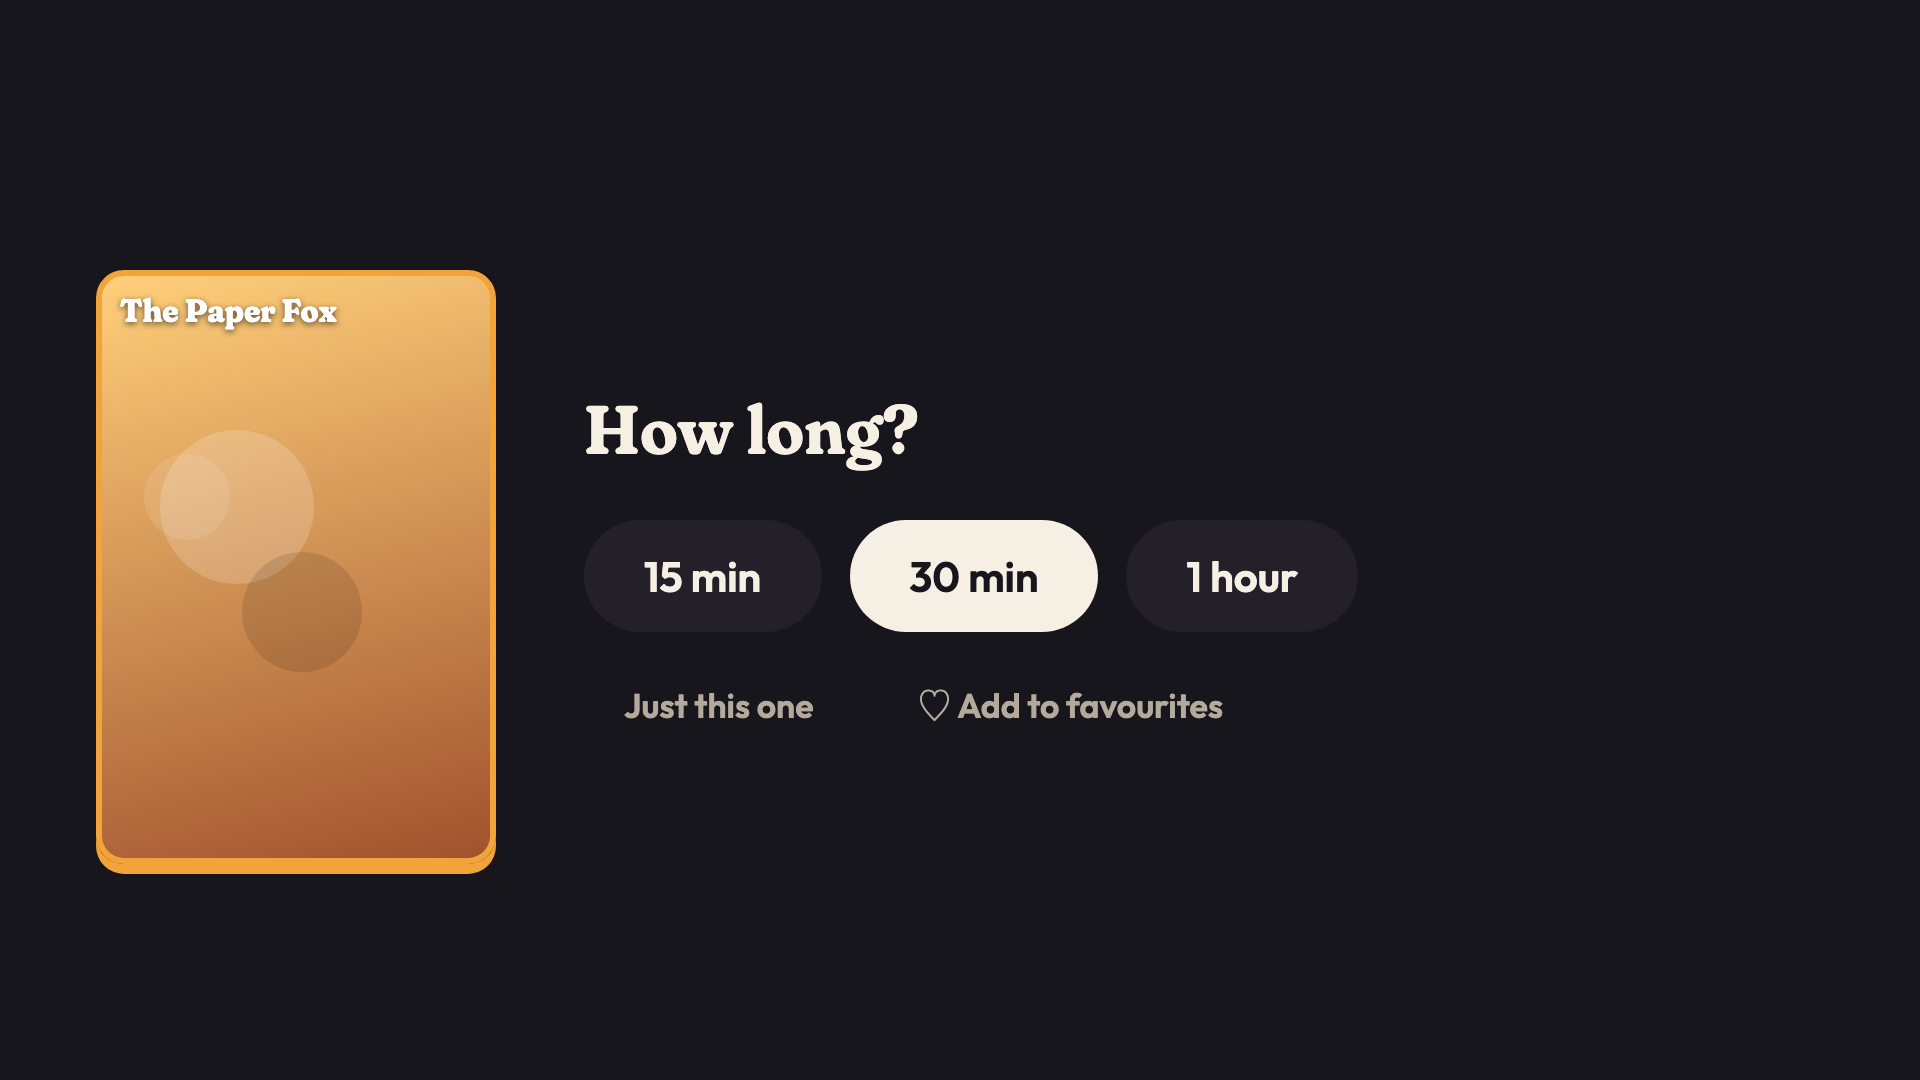 The Paper Fox
How long?
15 min
30 min
1 hour
Just this one
♡ Add to favourites